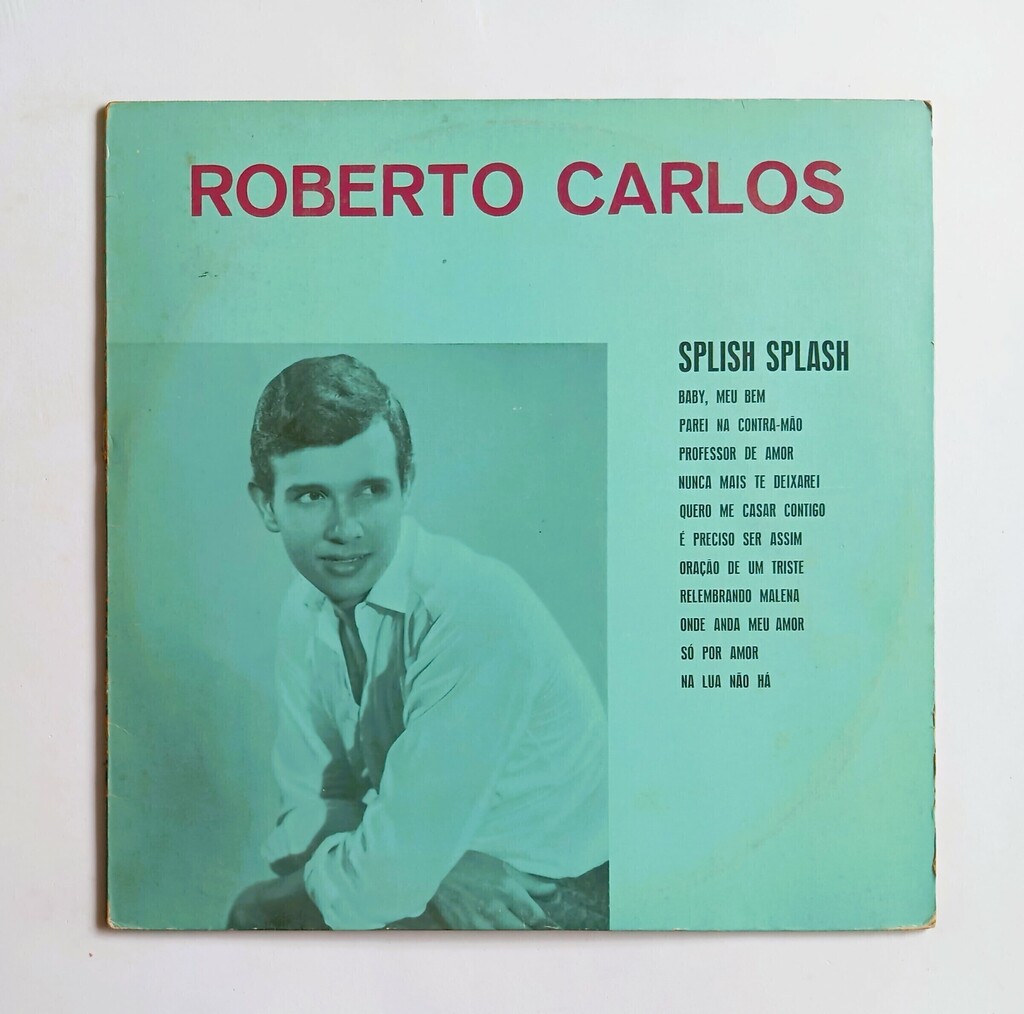 ROBERTO CARLOS
SPLISH SPLASH
BABY, MEU BEM
PAREI NA CONTRA-MÃO
PROFESSOR DE AMOR
NUNCA MAIS TE DEIXAREI
QUERO ME CASAR CONTIGO
É PRECISO SER ASSIM
ORAÇÃO DE UM TRISTE
RELEMBRANDO MALENA
ONDE ANDA MEU AMOR
SÓ POR AMOR
NA LUA NÃO HÁ